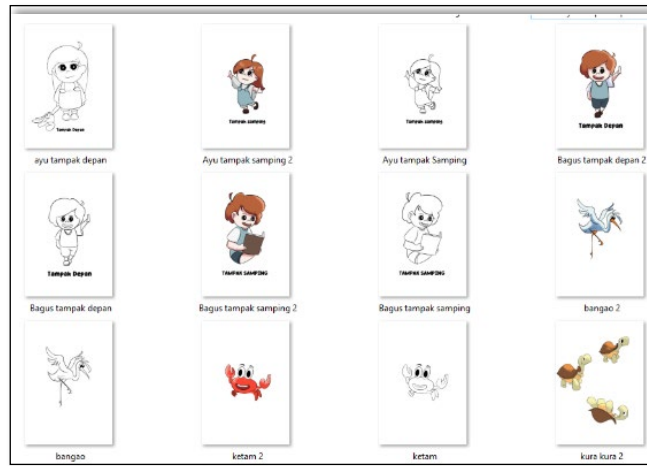 Tampak Depan
Tampak samping
Tampak samping
Tampak Depan
ayu tampak depan
Ayu tampak samping 2
Ayu tampak Samping
Bagus tampak depan 2
Tampak Depan
TAMPAK SAMPING
TAMPAK SAMPING
Bagus tampak depan
Bagus tampak samping 2
Bagus tampak samping
bangao 2
bangao
ketam 2
ketam
kura kura 2